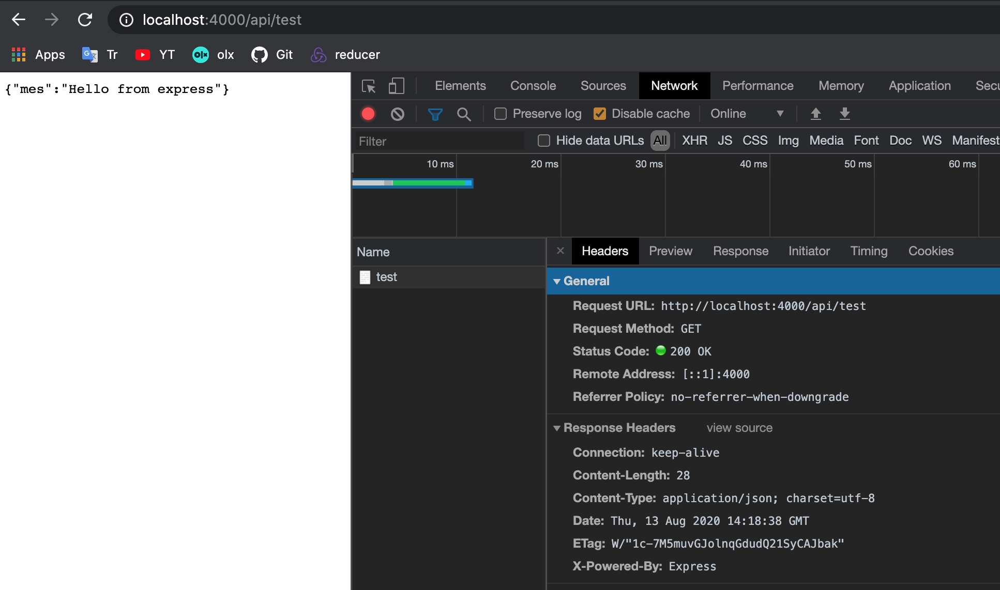 localhost:4000/api/test
Apps Tr YT olx olx Git reducer
{"mes":"Hello from express"}
Elements Console Sources Network Performance Memory Application Secu
Preserve log Disable cache Online
Filter Hide data URLs All XHR JS CSS Img Media Font Doc WS Manifest
10 ms 20 ms 30 ms 40 ms 50 ms 60 ms
Name
test
Headers Preview Response Initiator Timing Cookies
General
Request URL: http://localhost:4000/api/test
Request Method: GET
Status Code: 200 OK
Remote Address: [::1]:4000
Referrer Policy: no-referrer-when-downgrade
Response Headers view source
Connection: keep-alive
Content-Length: 28
Content-Type: application/json; charset=utf-8
Date: Thu, 13 Aug 2020 14:18:38 GMT
ETag: W/"1c-7M5muvGJolnqGdudQ21SyCAJbak"
X-Powered-By: Express